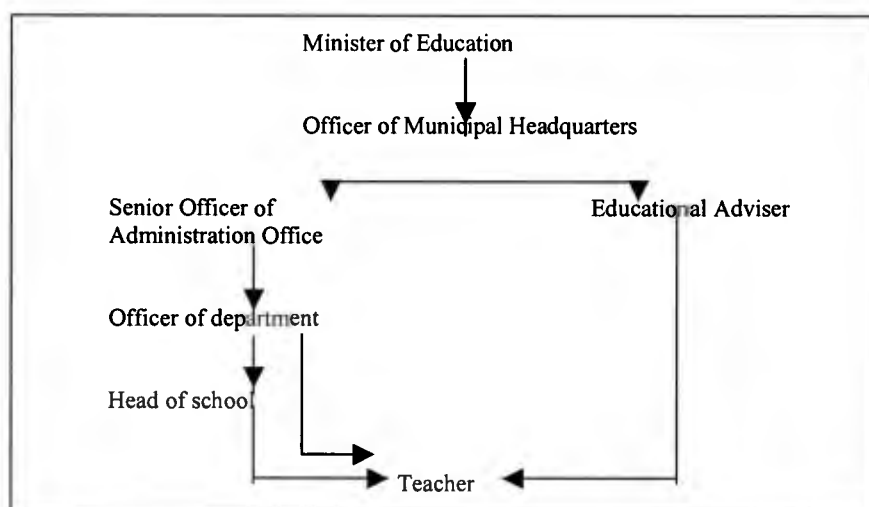 Minister of Education
Officer of Municipal Headquarters
Senior Officer of
Administration Office
Educational Adviser
Officer of department
Head of school
Teacher